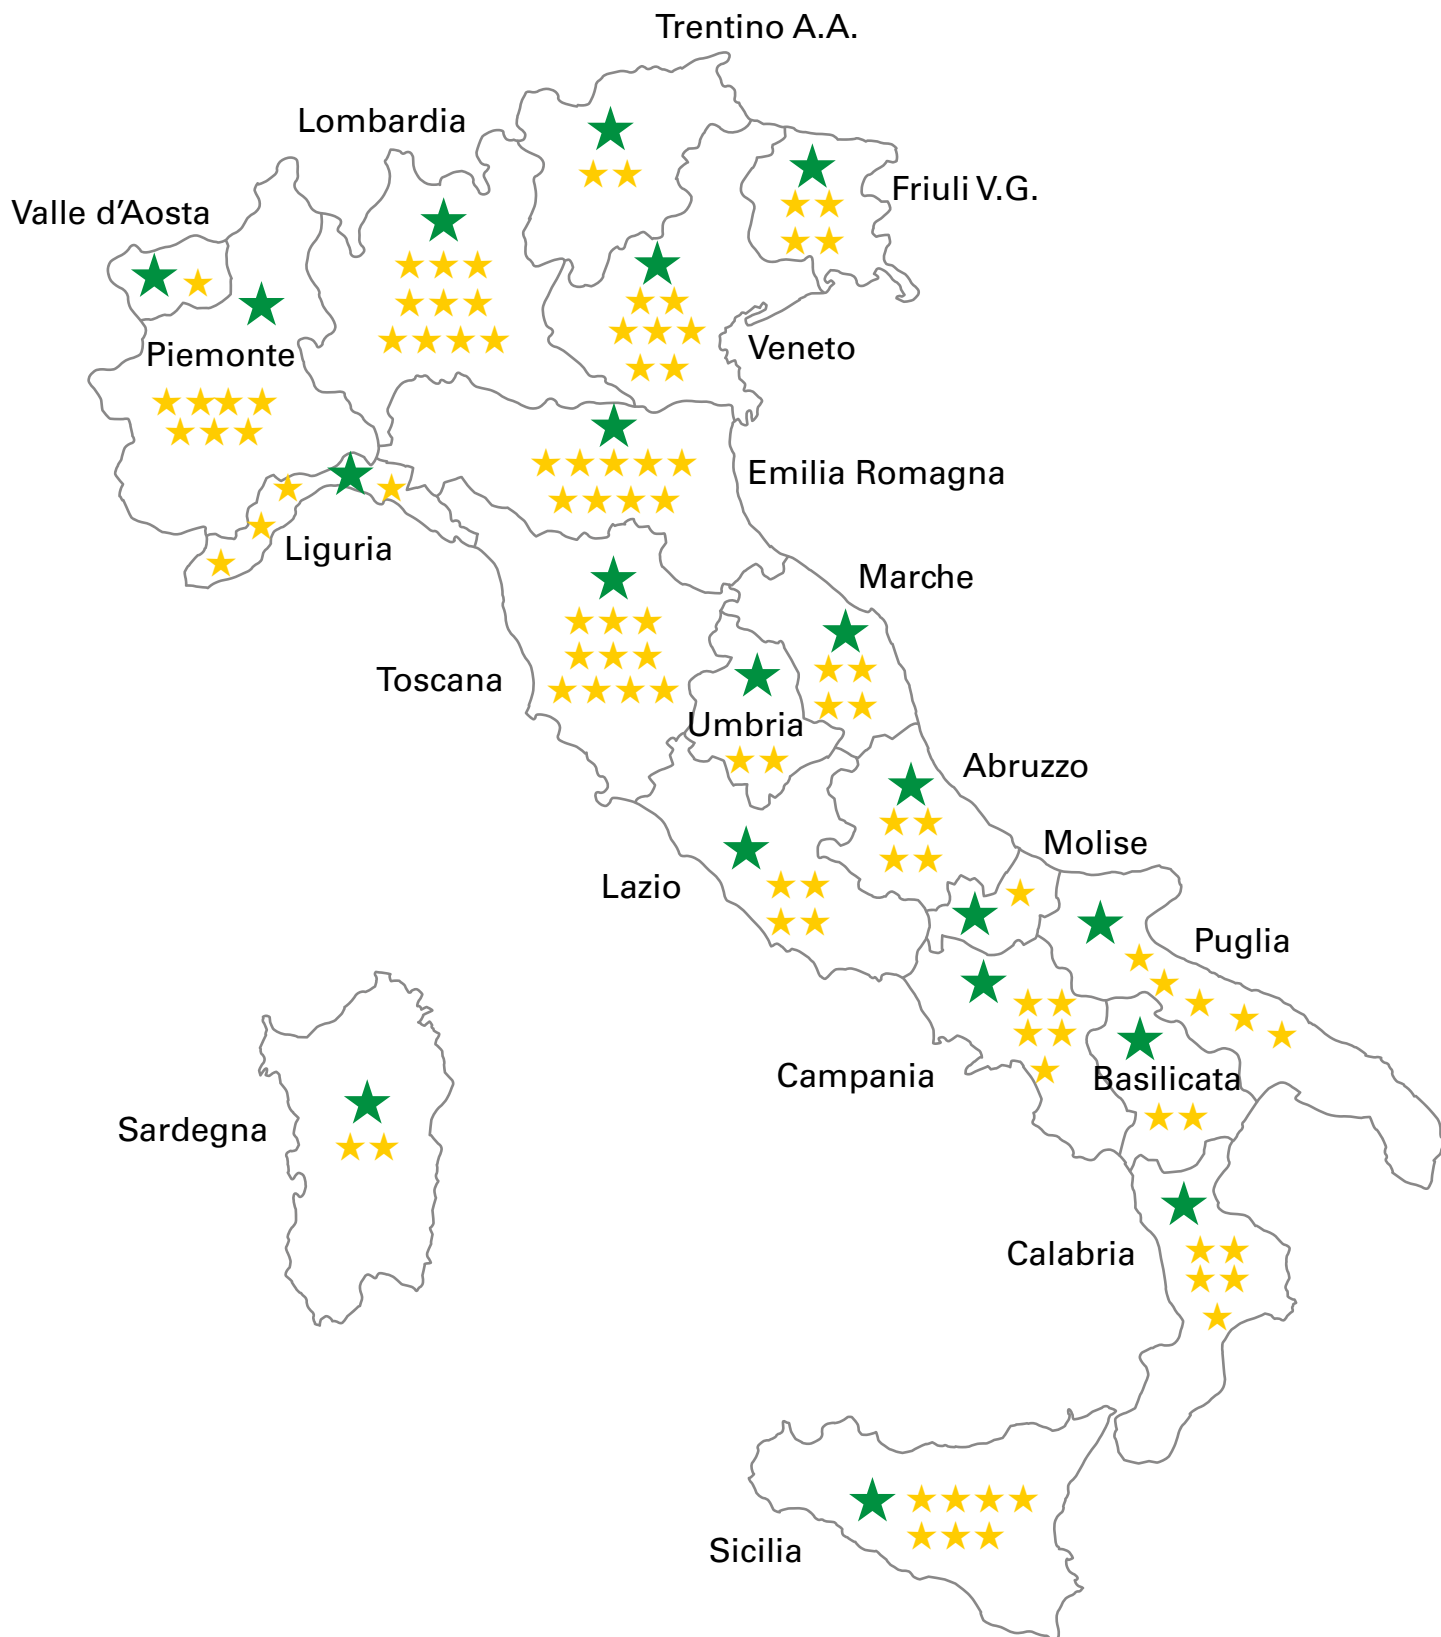 Trentino A.A.
Lombardia
Friuli V.G.
Valle d'Aosta
Veneto
Piemonte
Emilia Romagna
Liguria
Marche
Toscana
Umbria
Abruzzo
Molise
Lazio
Puglia
Campania
Basilicata
Sardegna
Calabria
Sicilia